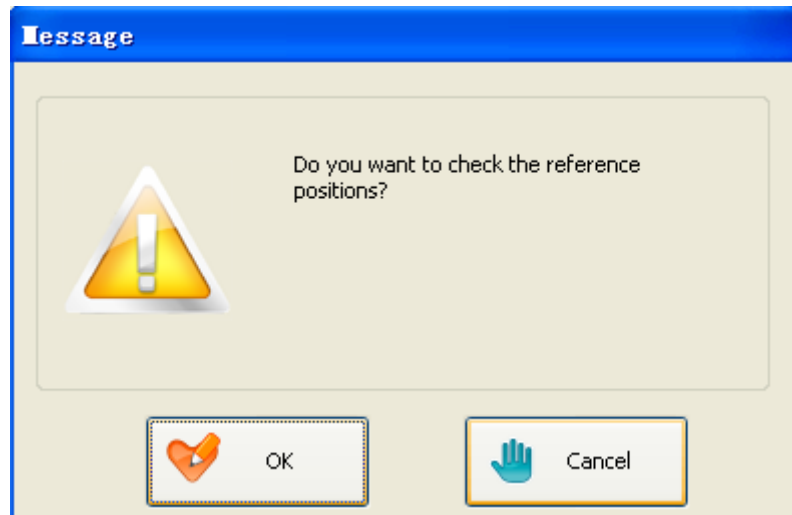 Message
Do you want to check the reference
positions?
OK
Cancel